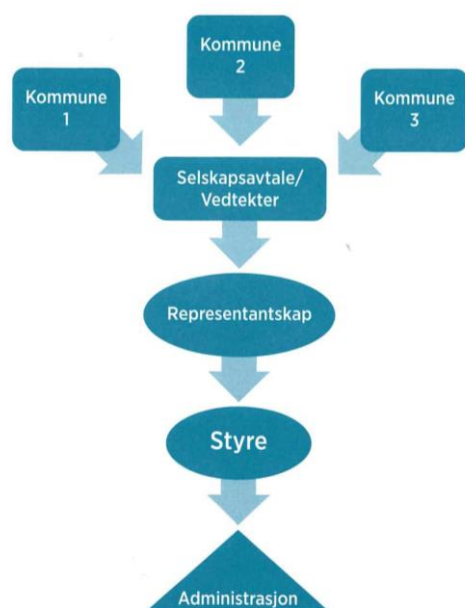 Kommune
1
Kommune
2
Kommune
3
Selskapsavtale/
Vedtekter
Representantskap
Styre
Administrasjon